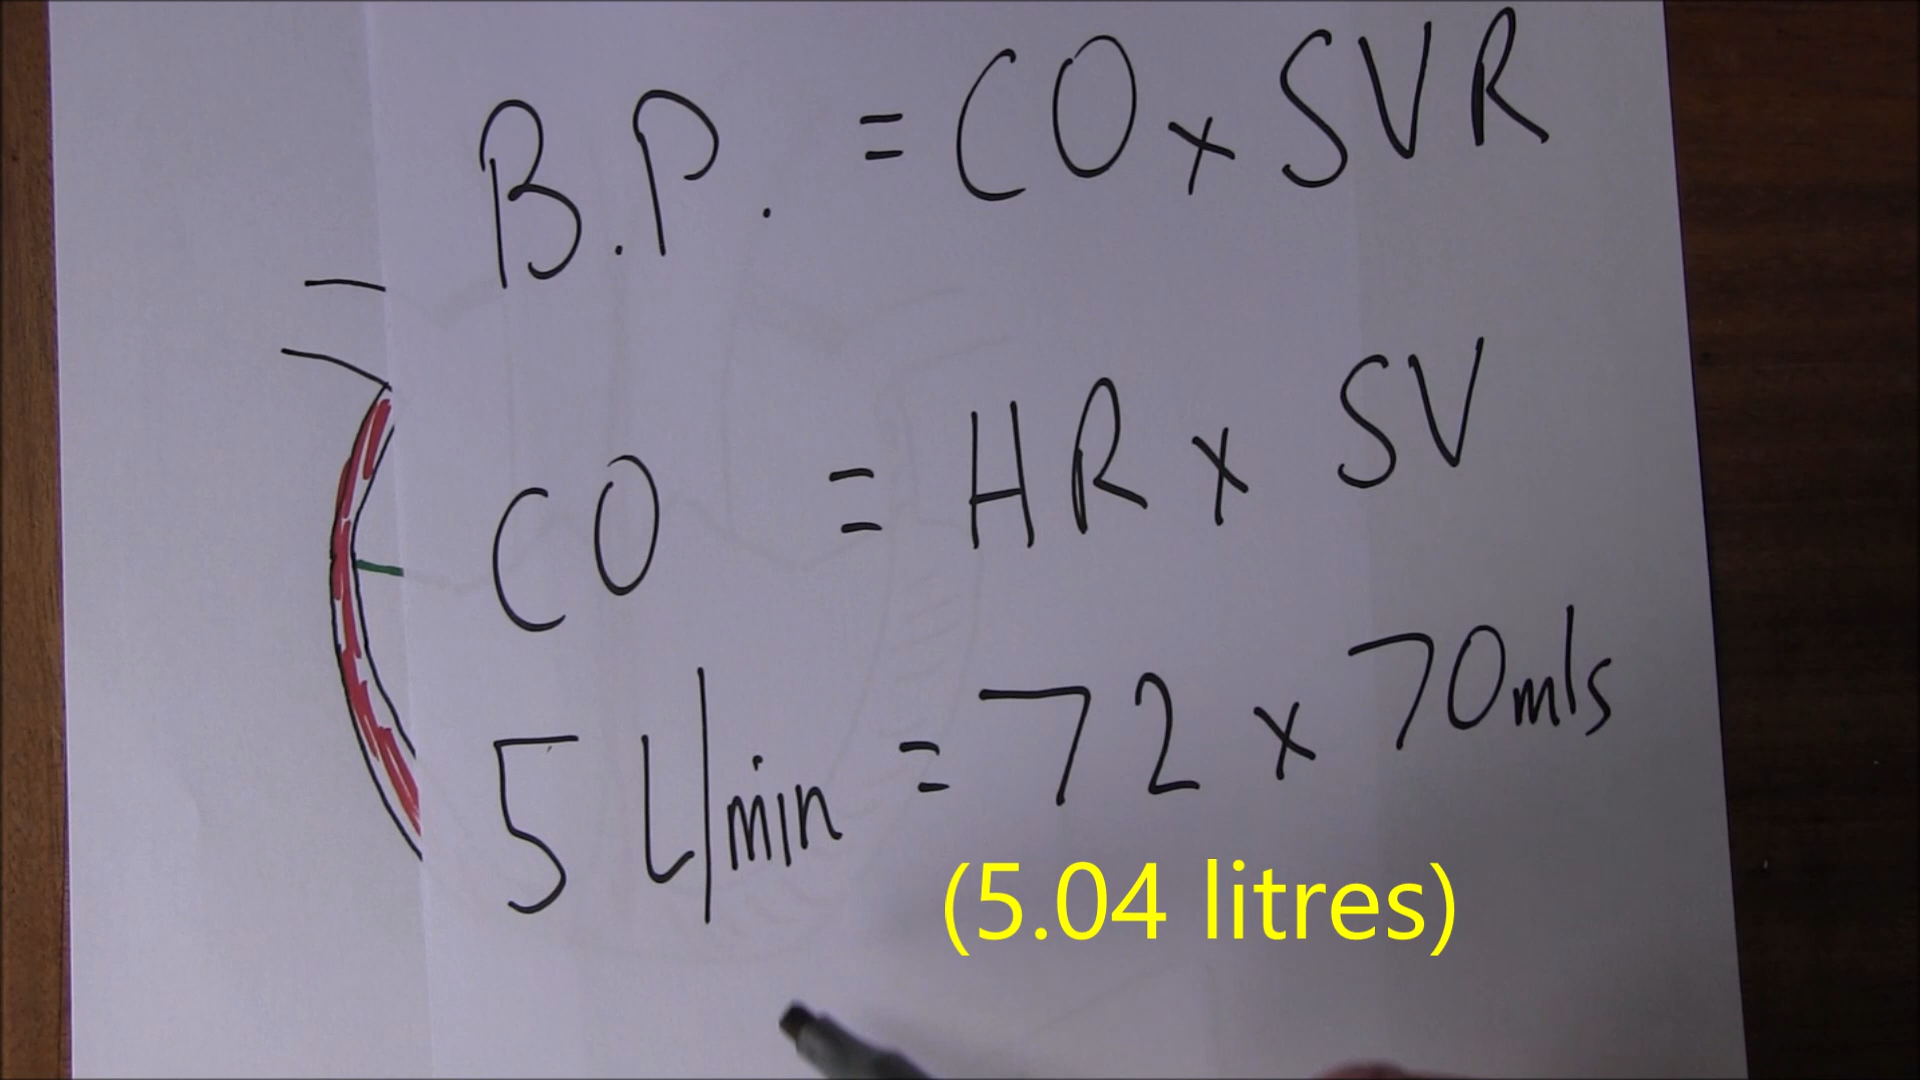 B.P. = CO x SVR
CO = HR x SV
5 L/min = 72 x 70mls
(5.04 litres)